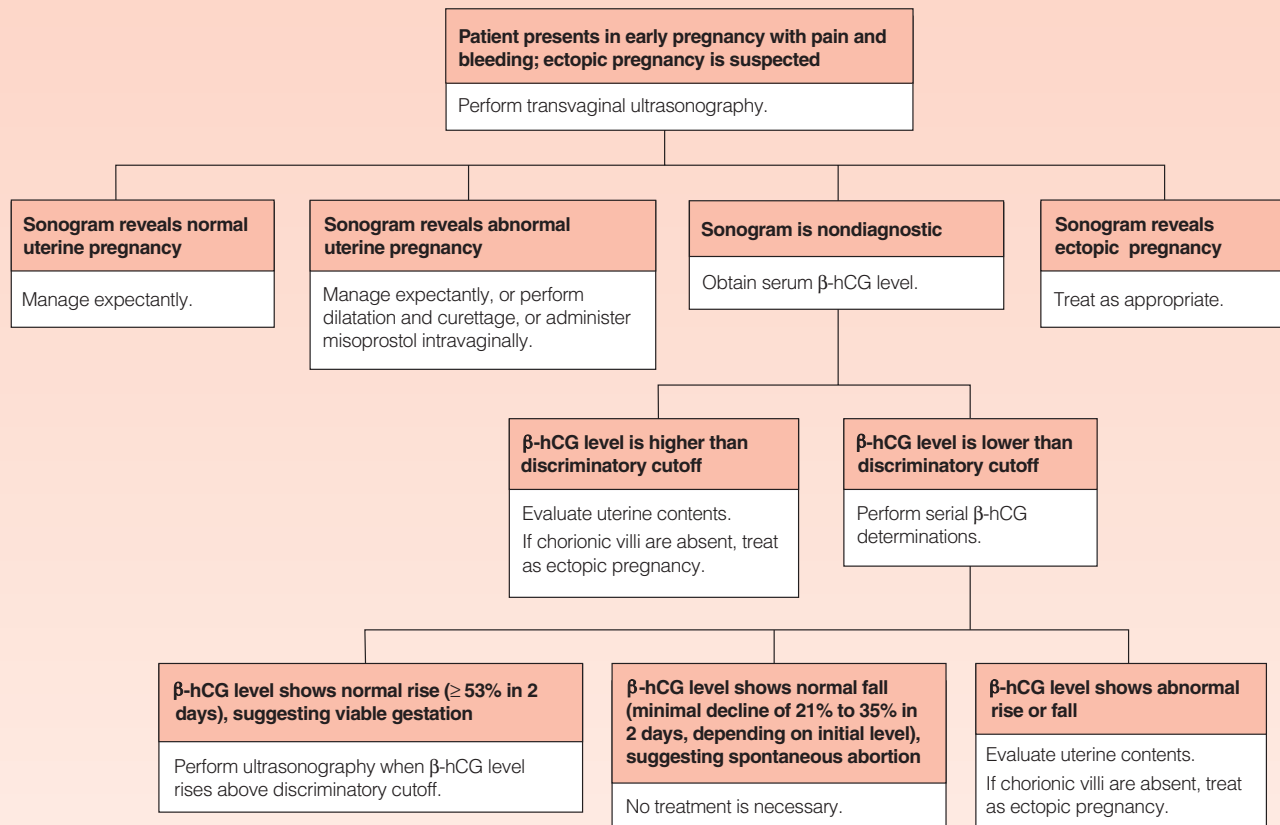 Patient presents in early pregnancy with pain and
bleeding; ectopic pregnancy is suspected
Perform transvaginal ultrasonography.
Sonogram reveals normal
uterine pregnancy
Manage expectantly.
Sonogram reveals abnormal
uterine pregnancy
Manage expectantly, or perform
dilatation and curettage, or administer
misoprostol intravaginally.
Sonogram is nondiagnostic
Obtain serum β-hCG level.
Sonogram reveals
ectopic pregnancy
Treat as appropriate.
β-hCG level is higher than
discriminatory cutoff
Evaluate uterine contents.
If chorionic villi are absent, treat
as ectopic pregnancy.
β-hCG level is lower than
discriminatory cutoff
Perform serial β-hCG
determinations.
β-hCG level shows normal rise (≥ 53% in 2
days), suggesting viable gestation
Perform ultrasonography when β-hCG level
rises above discriminatory cutoff.
β-hCG level shows normal fall
(minimal decline of 21% to 35% in
2 days, depending on initial level),
suggesting spontaneous abortion
No treatment is necessary.
β-hCG level shows abnormal
rise or fall
Evaluate uterine contents.
If chorionic villi are absent, treat
as ectopic pregnancy.